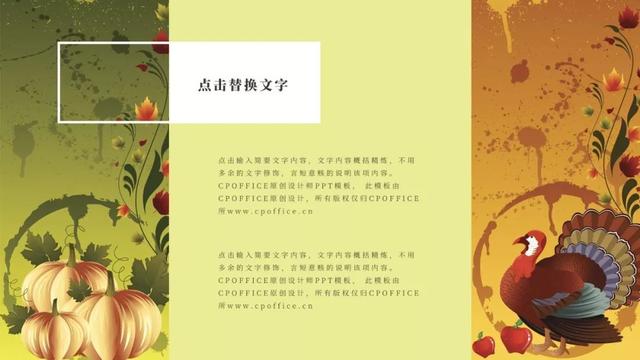 点击替换文字
点击输入简要文字内容，文字内容概括精炼，不用
多余的文字修饰，言短意赅的说明该项内容。
CPOFFICE原创设计师PPT模板， 此模板由
CPOFFICE原创设计，所有版权仅归CPOFFICE
所www.cpoffice.cn
点击输入简要文字内容，文字内容概括精炼，不用
多余的文字修饰，言短意赅的说明该项内容。
CPOFFICE原创设计师PPT模板， 此模板由
CPOFFICE原创设计，所有版权仅归CPOFFICE
所www.cpoffice.cn